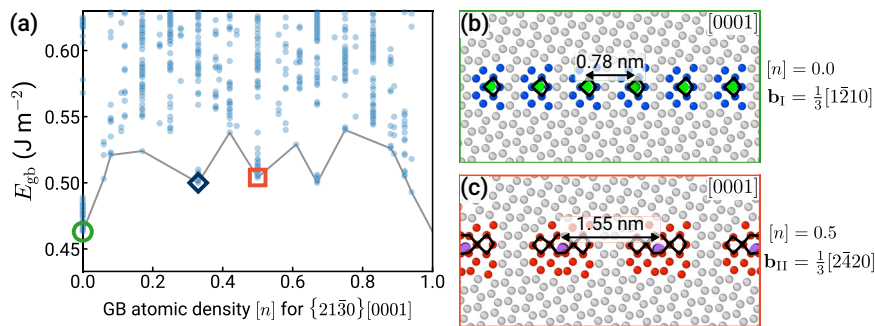 (a)
0.60
0.55
0.50
0.45
E_gb (J m⁻²)
0.0 0.2 0.4 0.6 0.8 1.0
GB atomic density [n] for {21̄30}[0001]
(b)
[0001]
0.78 nm
[n] = 0.0
b_I = 1/3[12̄10]
(c)
[0001]
1.55 nm
[n] = 0.5
b_II = 1/3[24̄20]